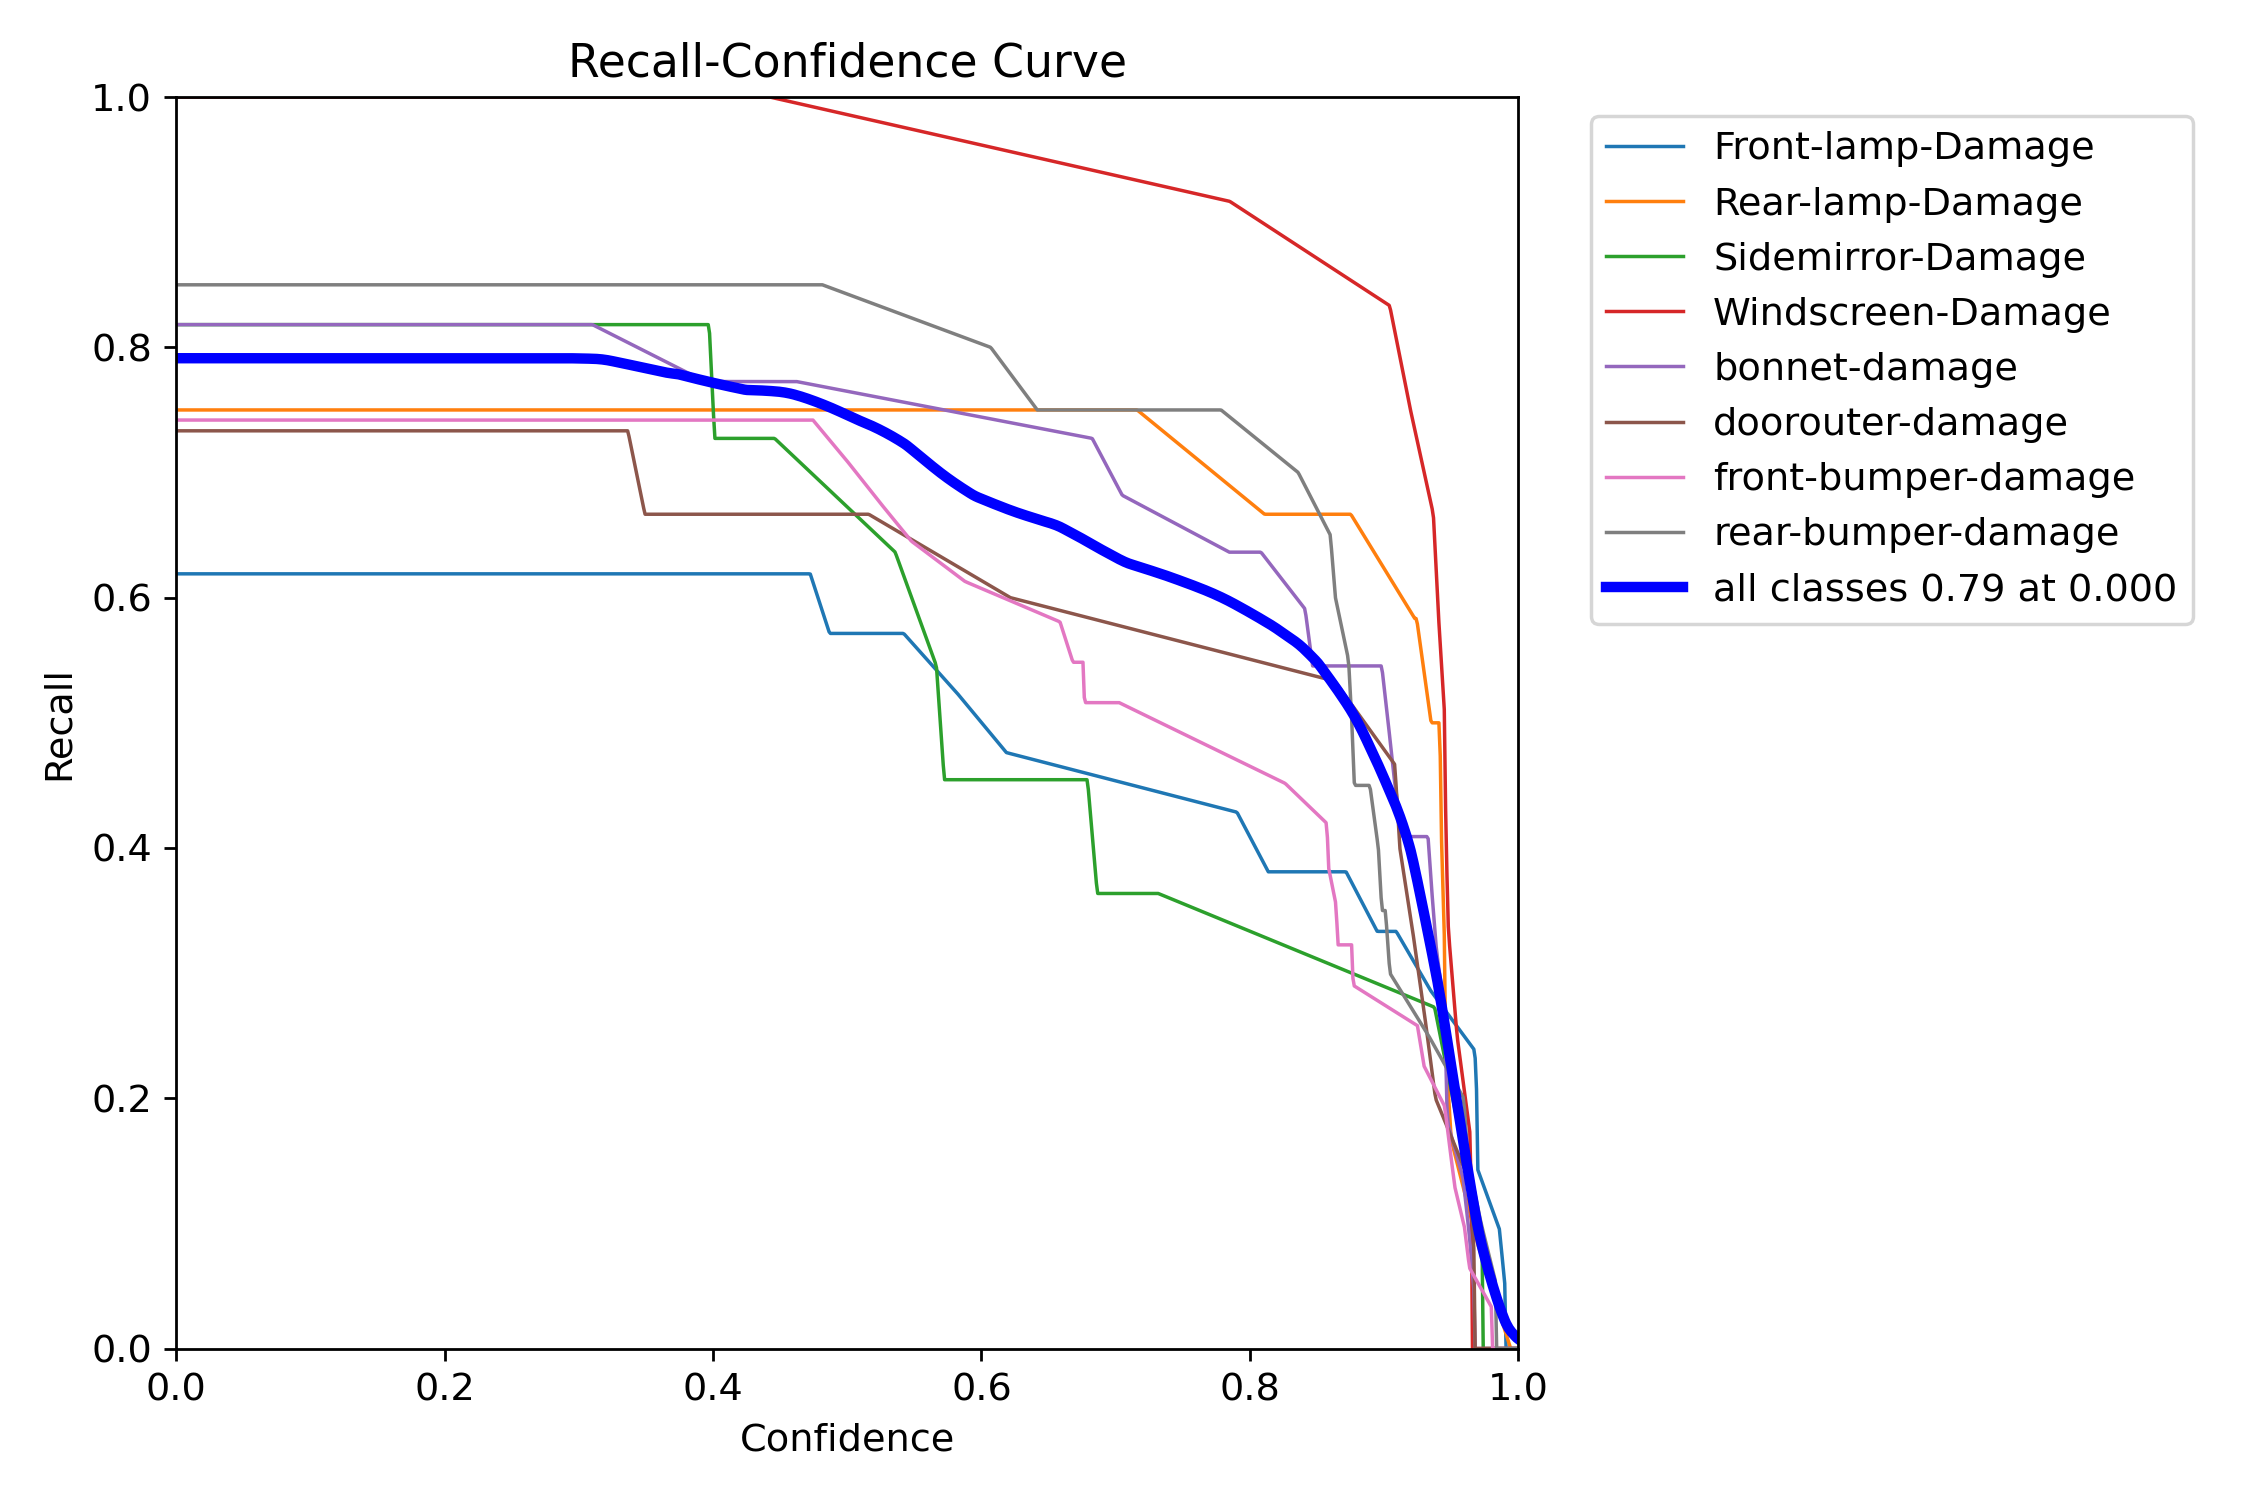 Recall-Confidence Curve
1.0
0.8
0.6
0.4
0.2
0.0
Recall
0.0 0.2 0.4 0.6 0.8 1.0
Confidence
Front-lamp-Damage
Rear-lamp-Damage
Sidemirror-Damage
Windscreen-Damage
bonnet-damage
doorouter-damage
front-bumper-damage
rear-bumper-damage
all classes 0.79 at 0.000